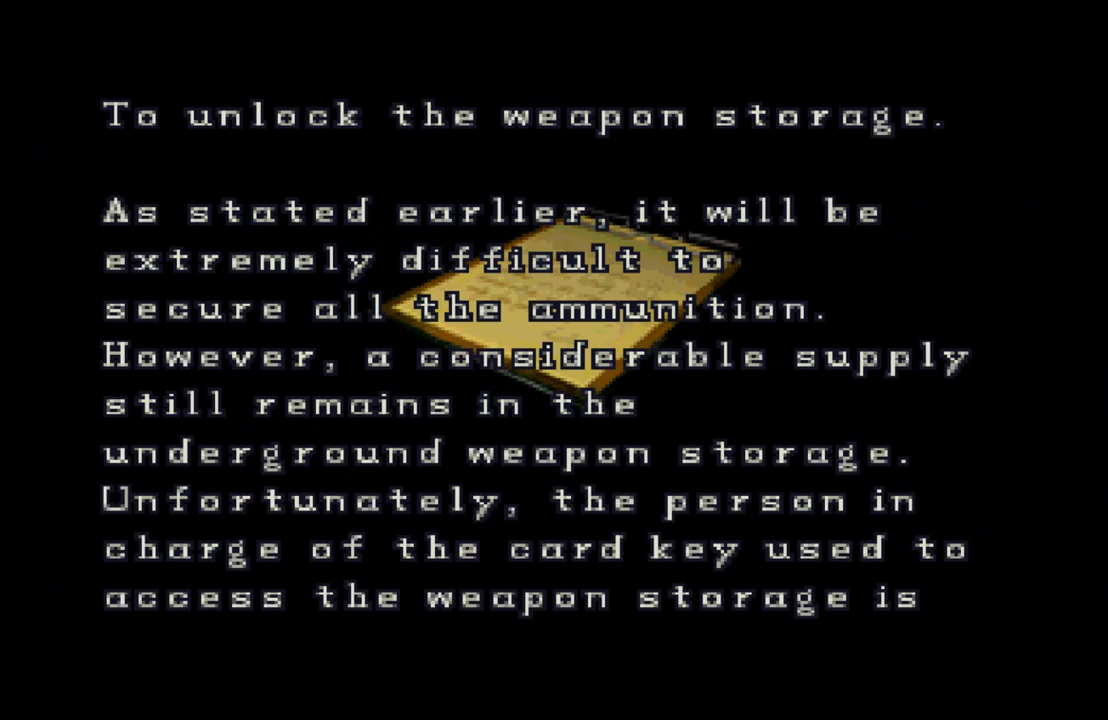 To unlock the weapon storage.
As stated earlier, it will be
extremely difficult to
secure all the ammunition.
However, a considerable supply
still remains in the
underground weapon storage.
Unfortunately, the person in
charge of the card key used to
access the weapon storage is